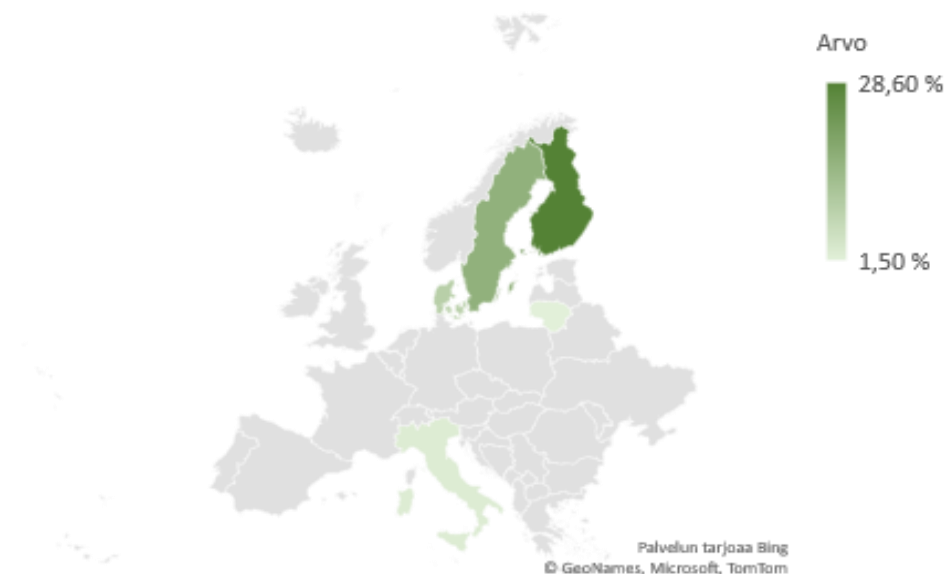 Arvo
28,60 %
1,50 %
Palvelun tarjoaa Bing
© GeoNames, Microsoft, TomTom